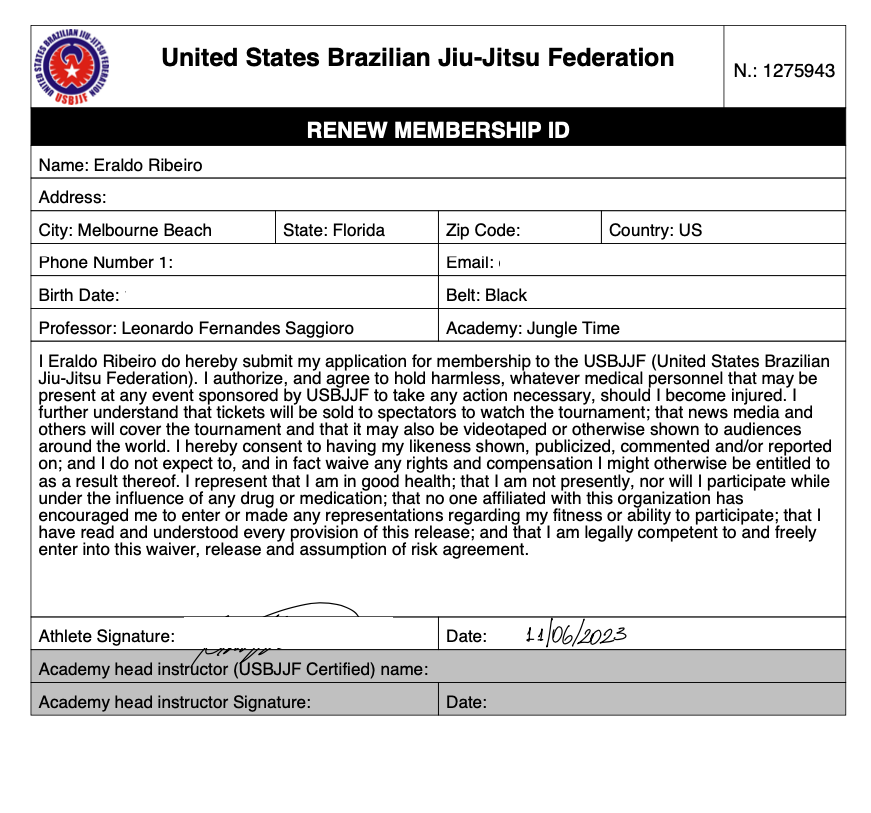 UNITED STATES BRAZILIAN JIU-JITSU FEDERATION
USBJJF
United States Brazilian Jiu-Jitsu Federation
N.: 1275943
RENEW MEMBERSHIP ID
Name: Eraldo Ribeiro
Address:
City: Melbourne Beach State: Florida Zip Code: Country: US
Phone Number 1: Email:
Birth Date: Belt: Black
Professor: Leonardo Fernandes Saggioro Academy: Jungle Time
I Eraldo Ribeiro do hereby submit my application for membership to the USBJJF (United States Brazilian
Jiu-Jitsu Federation). I authorize, and agree to hold harmless, whatever medical personnel that may be
present at any event sponsored by USBJJF to take any action necessary, should I become injured. I
further understand that tickets will be sold to spectators to watch the tournament; that news media and
others will cover the tournament and that it may also be videotaped or otherwise shown to audiences
around the world. I hereby consent to having my likeness shown, publicized, commented and/or reported
on; and I do not expect to, and in fact waive any rights and compensation I might otherwise be entitled to
as a result thereof. I represent that I am in good health; that I am not presently, nor will I participate while
under the influence of any drug or medication; that no one affiliated with this organization has
encouraged me to enter or made any representations regarding my fitness or ability to participate; that I
have read and understood every provision of this release; and that I am legally competent to and freely
enter into this waiver, release and assumption of risk agreement.
Athlete Signature: Date: 11/06/2023
Academy head instructor (USBJJF Certified) name:
Academy head instructor Signature: Date: